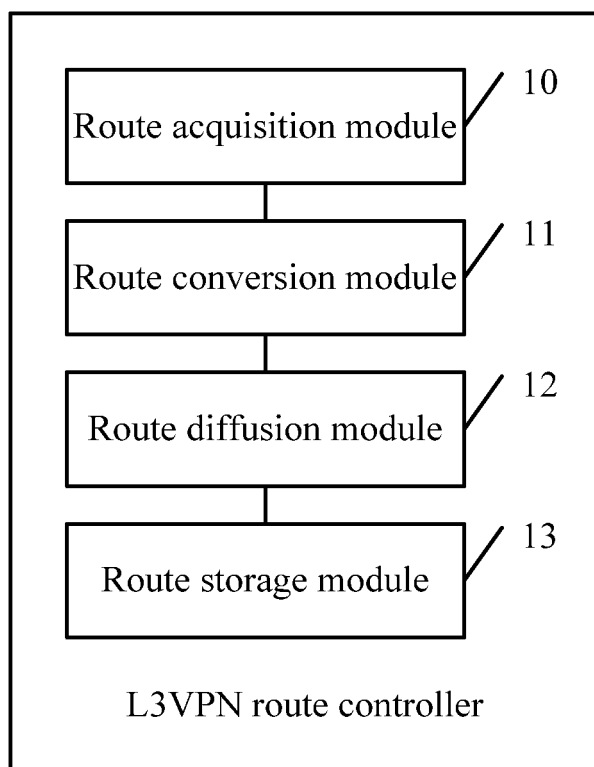 10
Route acquisition module
11
Route conversion module
12
Route diffusion module
13
Route storage module
L3VPN route controller